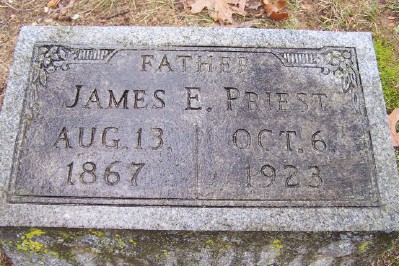 FATHER
JAMES E. PRIEST
AUG. 13, OCT. 6
1867 1923